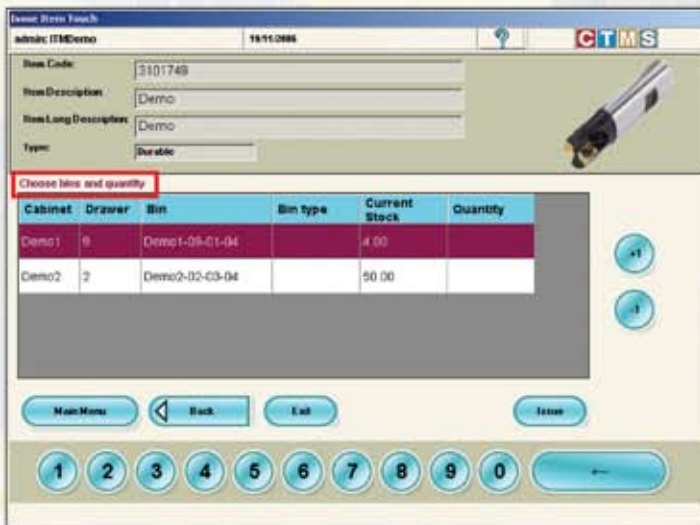 Issue Item Touch
admin: ITMDemo 19/11/2006 ? CTMS
Item Code: 3101748
Item Description: Demo
Item Long Description: Demo
Type: Durable
Choose bins and quantity
Cabinet Drawer Bin Bin type Current Stock Quantity
Demo1 9 Demo1-09-01-04 4.00
Demo2 2 Demo2-02-03-04 50.00
+1
-1
Main Menu Back Exit Issue
1 2 3 4 5 6 7 8 9 0 ←